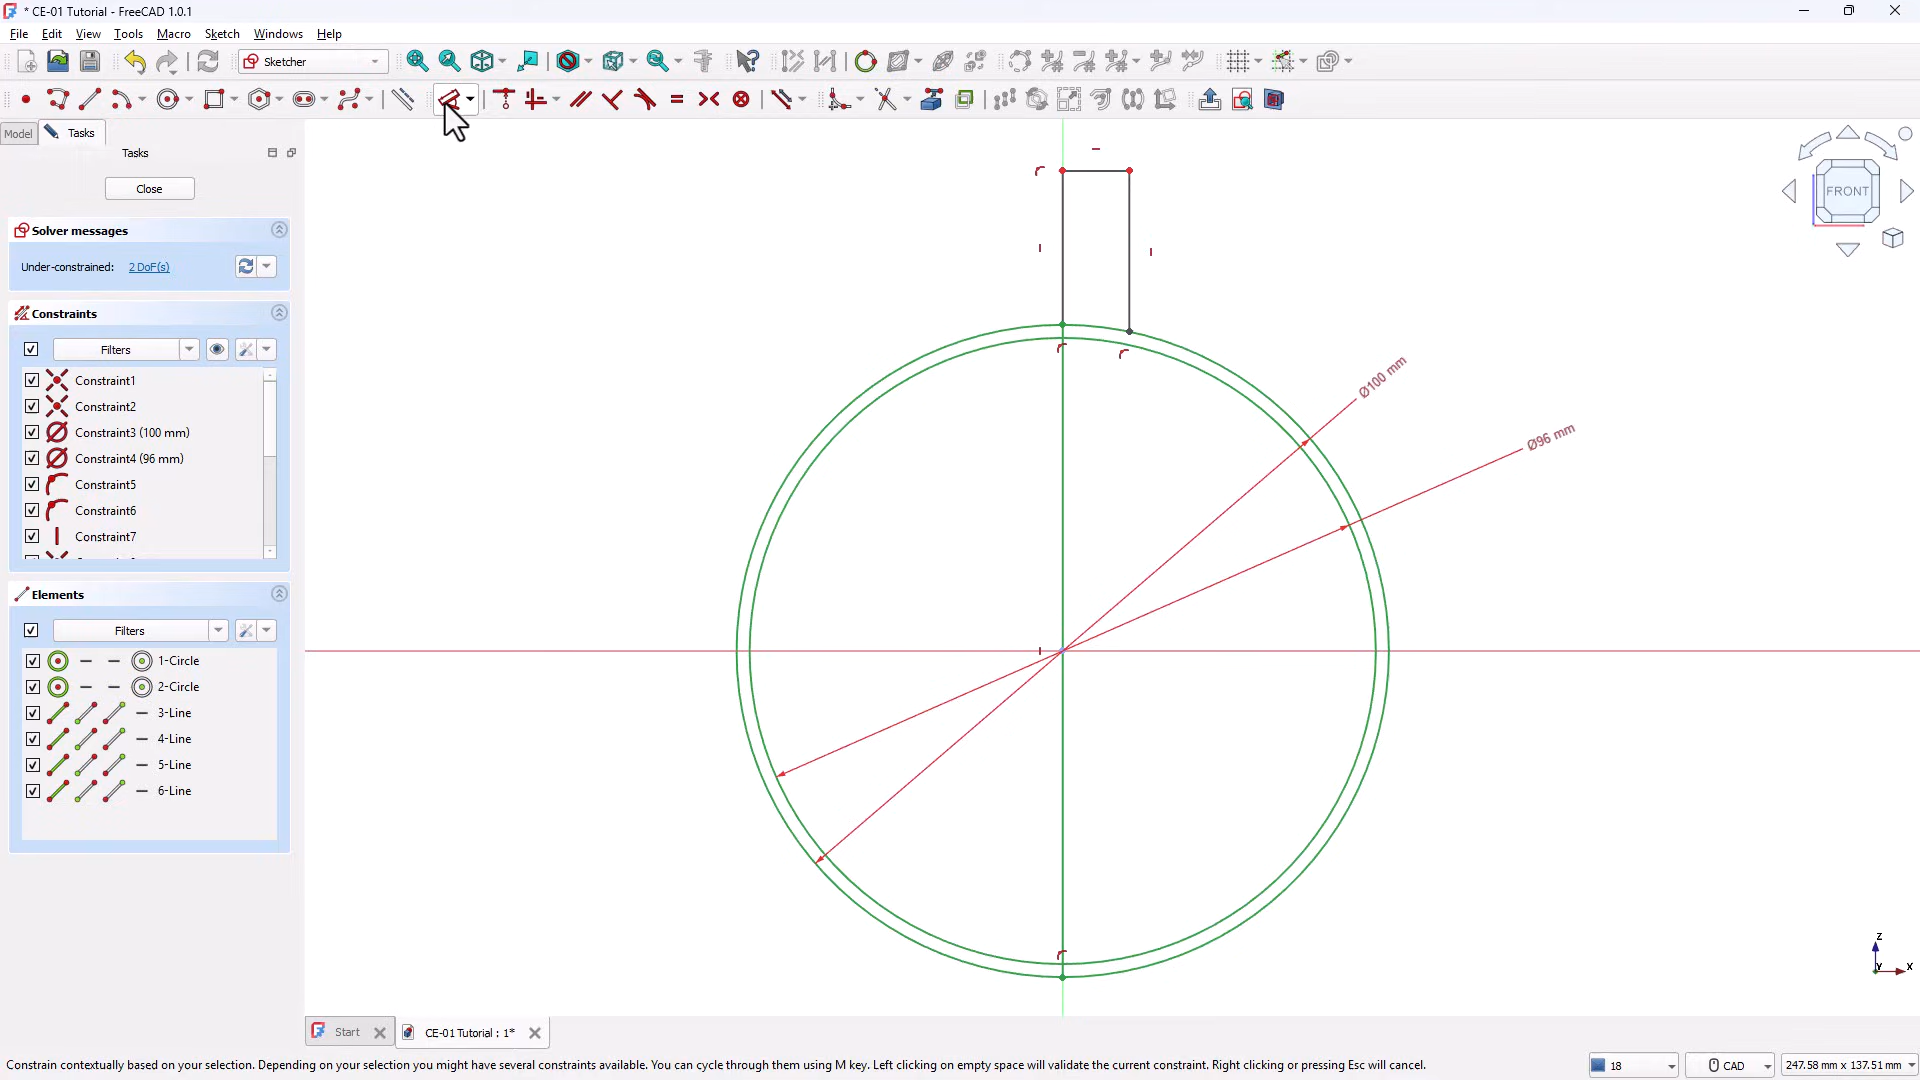 * CE-01 Tutorial - FreeCAD 1.0.1
File Edit View Tools Macro Sketch Windows Help
Sketcher
Model Tasks
Tasks
Close
Solver messages
Under-constrained: 2 DoF(s)
Constraints
Filters
Constraint1
Constraint2
Constraint3 (100 mm)
Constraint4 (96 mm)
Constraint5
Constraint6
Constraint7
Elements
Filters
1-Circle
2-Circle
3-Line
4-Line
5-Line
6-Line
Ø100 mm
Ø96 mm
FRONT
Z
Y X
Start CE-01 Tutorial : 1*
Constrain contextually based on your selection. Depending on your selection you might have several constraints available. You can cycle through them using M key. Left clicking on empty space will validate the current constraint. Right clicking or pressing Esc will cancel.
18 CAD 247.58 mm x 137.51 mm